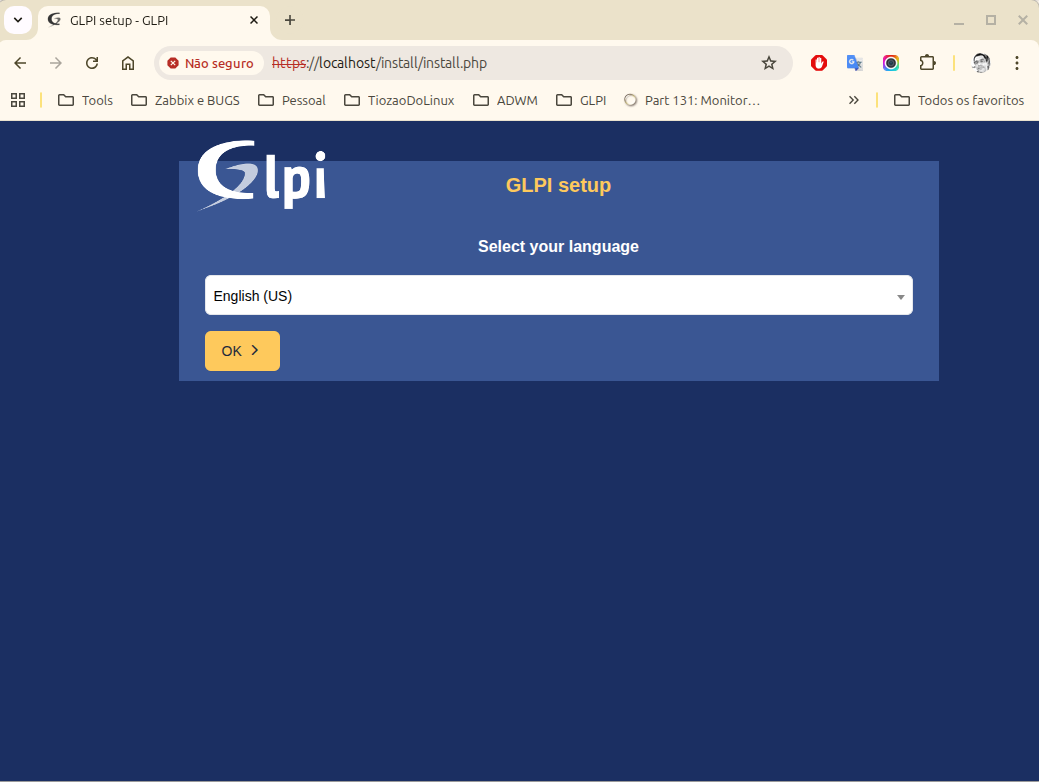 GLPI setup - GLPI
Não seguro https://localhost/install/install.php
Tools Zabbix e BUGS Pessoal TiozaoDoLinux ADWM GLPI Part 131: Monitor… Todos os favoritos
Glpi
GLPI setup
Select your language
English (US)
OK